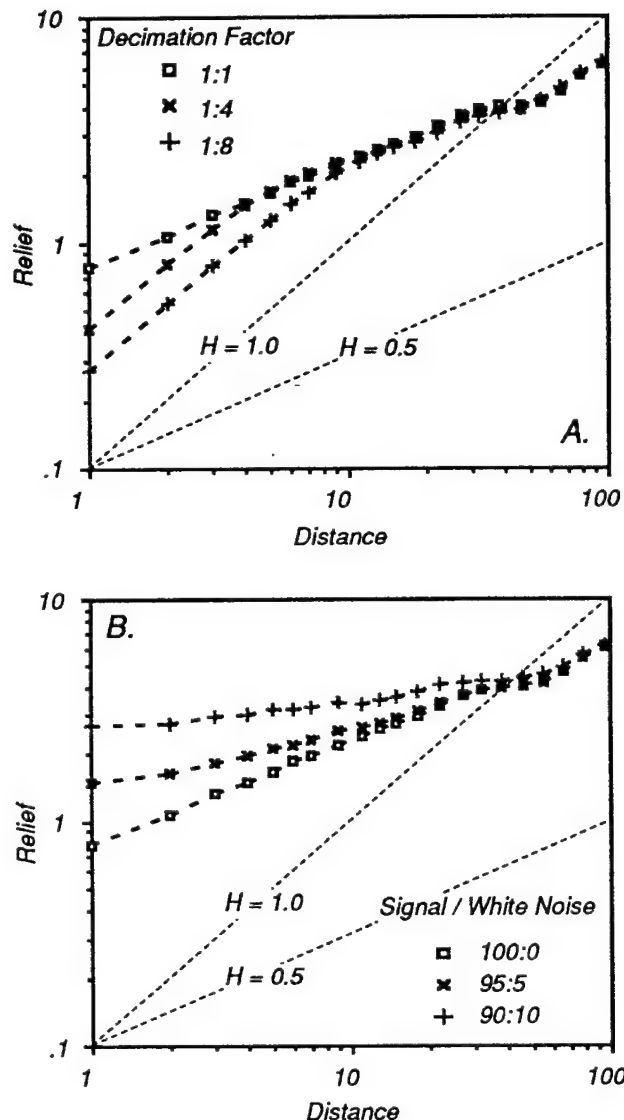 10
Decimation Factor
1:1
1:4
1:8
1
Relief
H = 1.0
H = 0.5
A.
.1
1
10
100
Distance
10
B.
1
Relief
H = 1.0
Signal / White Noise
H = 0.5
100:0
95:5
90:10
.1
1
10
100
Distance